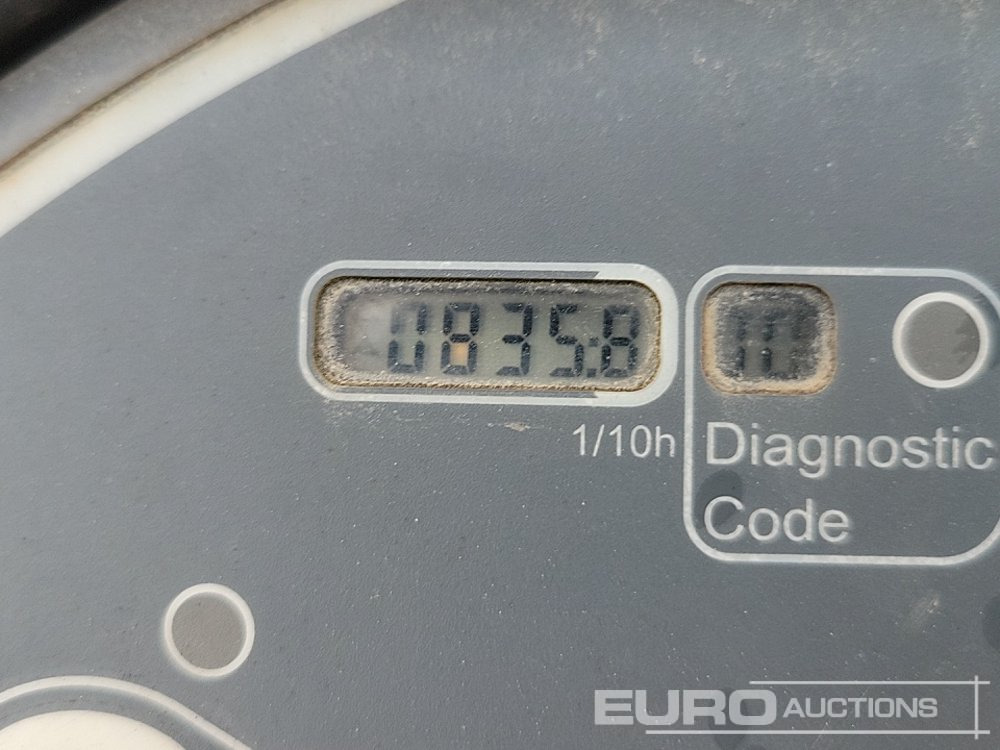 0835:8
1/10h
Diagnostic
Code
EURO AUCTIONS